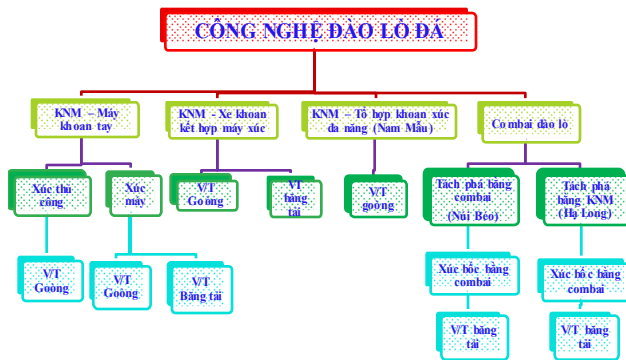 CÔNG NGHỆ ĐÀO LÒ ĐÁ
KNM – Máy
khoan tay
KNM - Xe khoan
kết hợp máy xúc
KNM – Tổ hợp khoan xúc
đa năng (Nam Mẫu)
Combai đào lò
Xúc thủ
công
Xúc
máy
V/T
Goòng
VT
băng
tải
V/T
goòng
Tách phá bằng
combai
(Núi Béo)
Tách phá
bằng KNM
(Hạ Long)
V/T
Goòng
V/T
Goòng
V/T
Băng tải
Xúc bốc bằng
combai
Xúc bốc bằng
combai
V/T băng
tải
V/T băng
tải